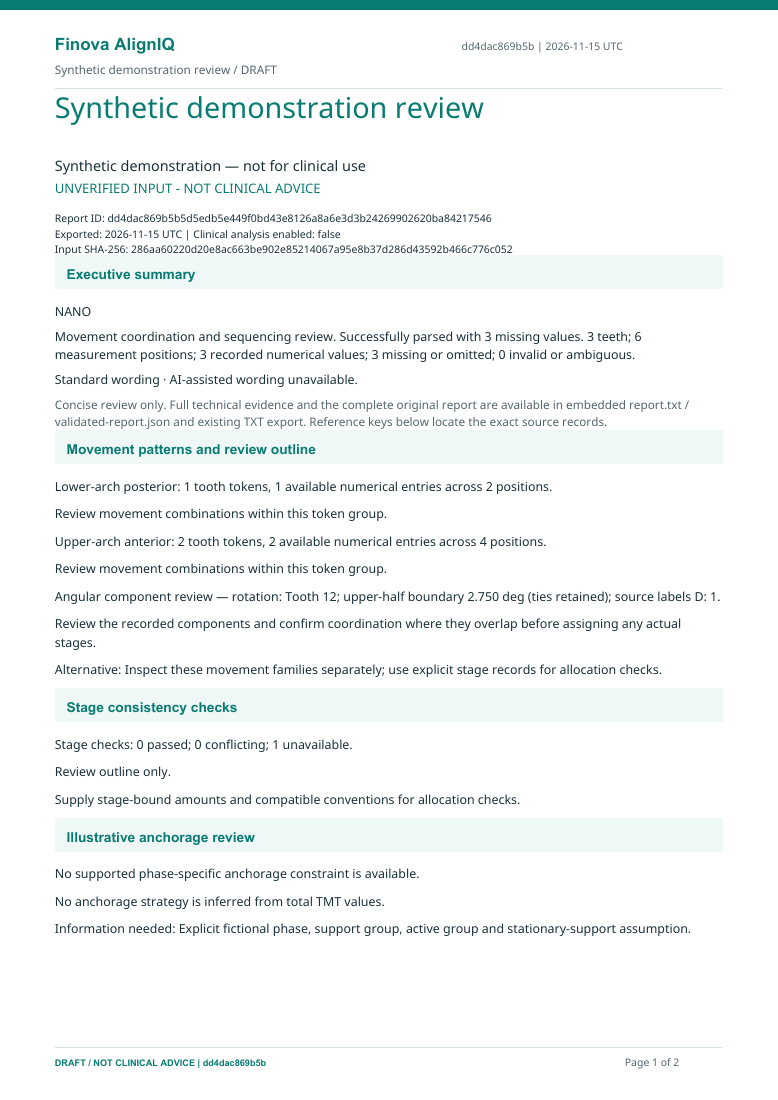 Finova AlignIQ
dd4dac869b5b | 2026-11-15 UTC
Synthetic demonstration review / DRAFT
Synthetic demonstration review
Synthetic demonstration — not for clinical use
UNVERIFIED INPUT - NOT CLINICAL ADVICE
Report ID: dd4dac869b5b5d5edb5e449f0bd43e8126a8a6e3d3b24269902620ba84217546
Exported: 2026-11-15 UTC | Clinical analysis enabled: false
Input SHA-256: 286aa60220d20e8ac663be902e85214067a95e8b37d286d43592b466c776c052
Executive summary
NANO
Movement coordination and sequencing review. Successfully parsed with 3 missing values. 3 teeth; 6
measurement positions; 3 recorded numerical values; 3 missing or omitted; 0 invalid or ambiguous.
Standard wording · AI-assisted wording unavailable.
Concise review only. Full technical evidence and the complete original report are available in embedded report.txt /
validated-report.json and existing TXT export. Reference keys below locate the exact source records.
Movement patterns and review outline
Lower-arch posterior: 1 tooth tokens, 1 available numerical entries across 2 positions.
Review movement combinations within this token group.
Upper-arch anterior: 2 tooth tokens, 2 available numerical entries across 4 positions.
Review movement combinations within this token group.
Angular component review — rotation: Tooth 12; upper-half boundary 2.750 deg (ties retained); source labels D: 1.
Review the recorded components and confirm coordination where they overlap before assigning any actual
stages.
Alternative: Inspect these movement families separately; use explicit stage records for allocation checks.
Stage consistency checks
Stage checks: 0 passed; 0 conflicting; 1 unavailable.
Review outline only.
Supply stage-bound amounts and compatible conventions for allocation checks.
Illustrative anchorage review
No supported phase-specific anchorage constraint is available.
No anchorage strategy is inferred from total TMT values.
Information needed: Explicit fictional phase, support group, active group and stationary-support assumption.
DRAFT / NOT CLINICAL ADVICE | dd4dac869b5b
Page 1 of 2